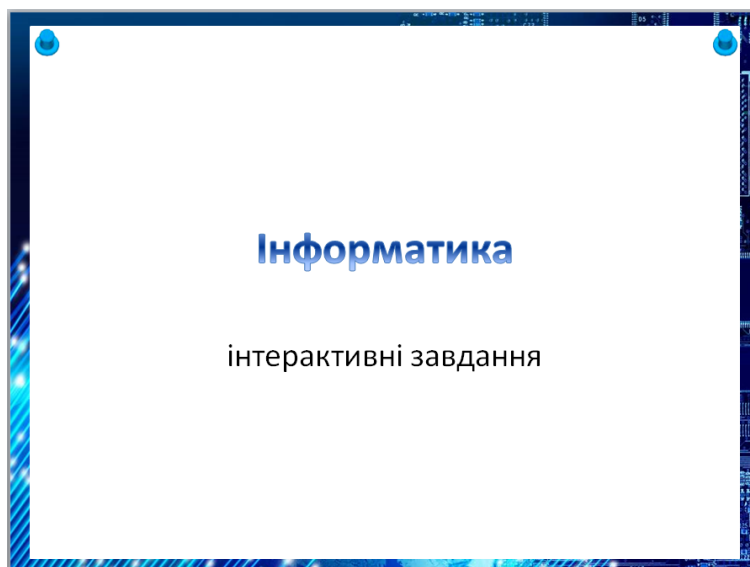 Інформатика
інтерактивні завдання